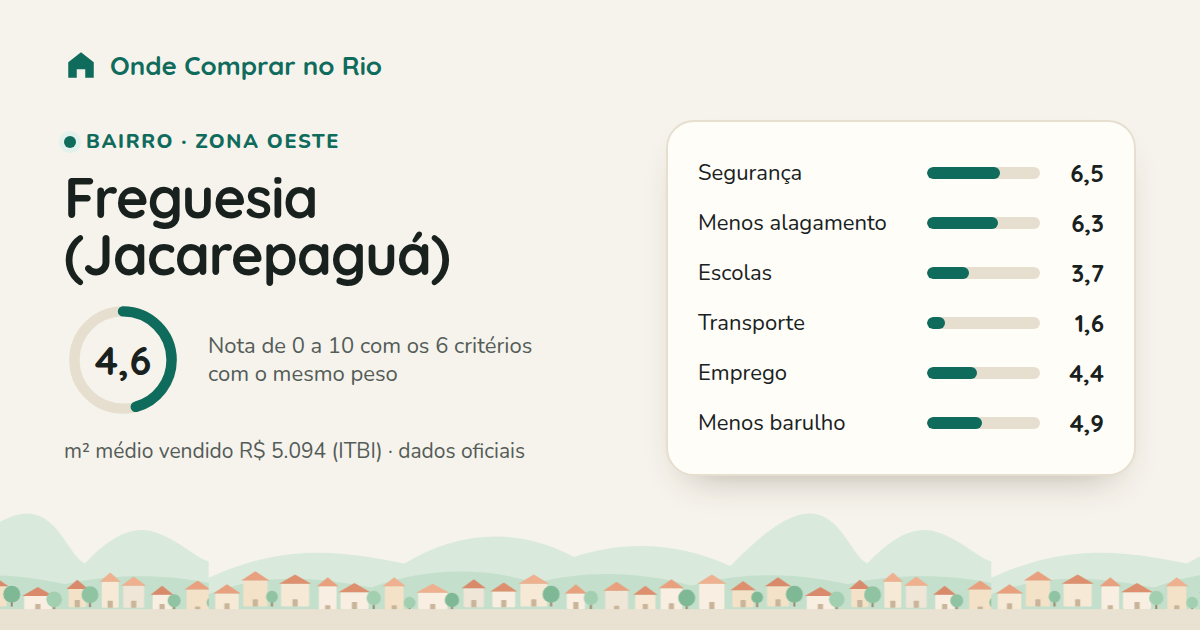 Onde Comprar no Rio
BAIRRO · ZONA OESTE
Freguesia
(Jacarepaguá)
4,6
Nota de 0 a 10 com os 6 critérios
com o mesmo peso
m² médio vendido R$ 5.094 (ITBI) · dados oficiais
Segurança 6,5
Menos alagamento 6,3
Escolas 3,7
Transporte 1,6
Emprego 4,4
Menos barulho 4,9